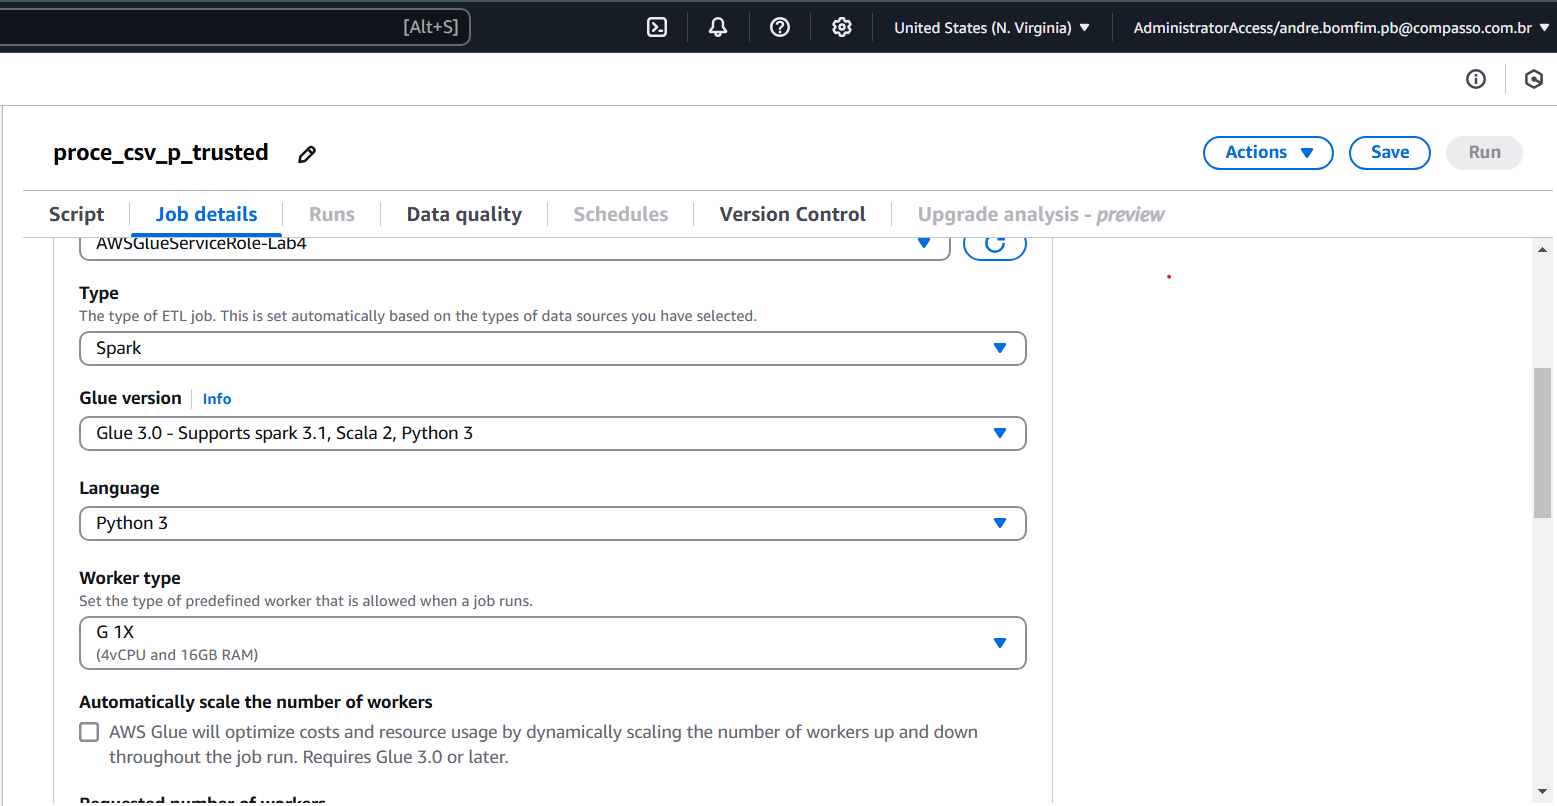 [Alt+S] United States (N. Virginia) AdministratorAccess/andre.bomfim.pb@compasso.com.br
proce_csv_p_trusted Actions Save Run
Script Job details Runs Data quality Schedules Version Control Upgrade analysis - preview
AWSGlueServiceRole-Lab4
Type
The type of ETL job. This is set automatically based on the types of data sources you have selected.
Spark
Glue version Info
Glue 3.0 - Supports spark 3.1, Scala 2, Python 3
Language
Python 3
Worker type
Set the type of predefined worker that is allowed when a job runs.
G 1X
(4vCPU and 16GB RAM)
Automatically scale the number of workers
AWS Glue will optimize costs and resource usage by dynamically scaling the number of workers up and down
throughout the job run. Requires Glue 3.0 or later.
Requested number of workers